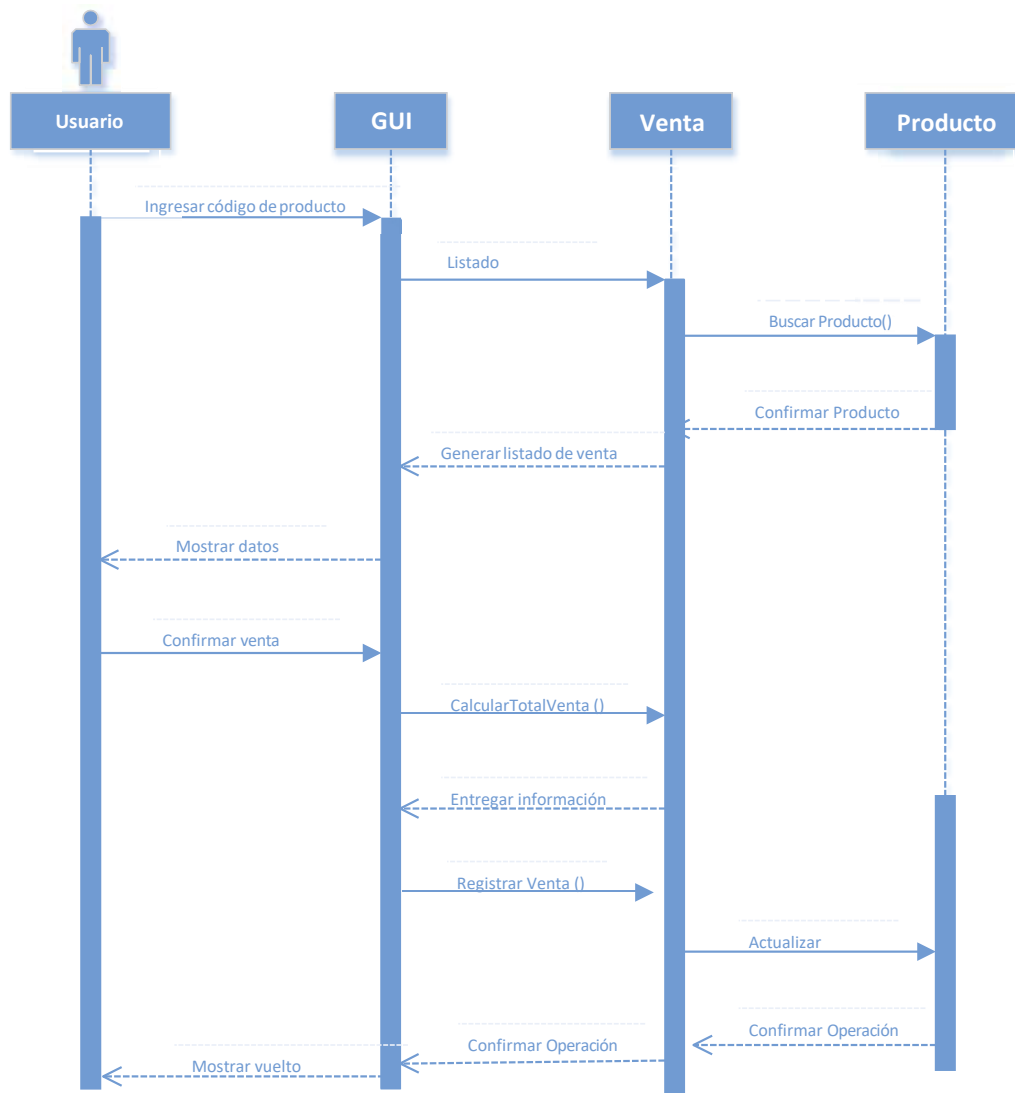 Usuario
GUI
Venta
Producto
Ingresar código de producto
Listado
Buscar Producto()
Confirmar Producto
Generar listado de venta
Mostrar datos
Confirmar venta
CalcularTotalVenta ()
Entregar información
Registrar Venta ()
Actualizar
Confirmar Operación
Confirmar Operación
Mostrar vuelto